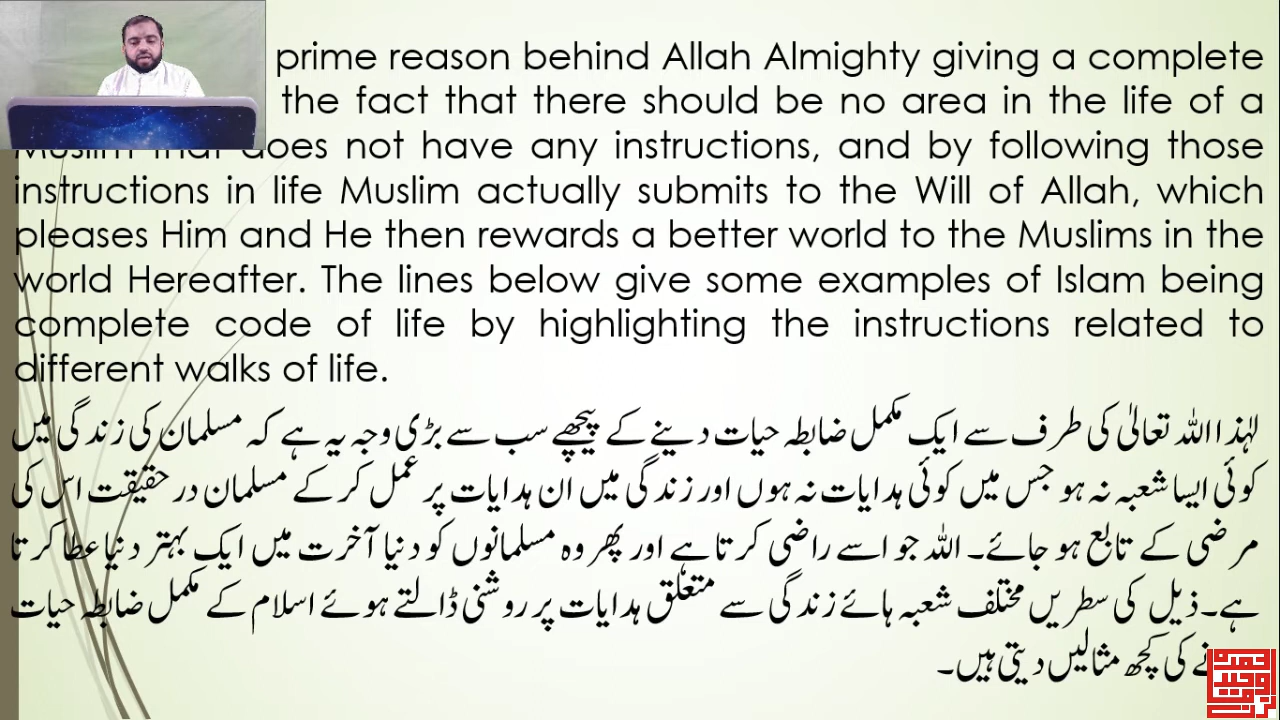 prime reason behind Allah Almighty giving a complete
the fact that there should be no area in the life of a
Muslim that does not have any instructions, and by following those
instructions in life Muslim actually submits to the Will of Allah, which
pleases Him and He then rewards a better world to the Muslims in the
world Hereafter. The lines below give some examples of Islam being
complete code of life by highlighting the instructions related to
different walks of life.
لہٰذا اللہ تعالیٰ کی طرف سے ایک مکمل ضابطہ حیات دینے کے پیچھے سب سے بڑی وجہ یہ ہے کہ مسلمان کی زندگی میں
کوئی ایسا شعبہ نہ ہو جس میں کوئی ہدایات نہ ہوں اور زندگی میں ان ہدایات پر عمل کر کے مسلمان در حقیقت اس کی
مرضی کے تابع ہو جائے۔ اللہ جو اسے راضی کرتا ہے اور پھر وہ مسلمانوں کو دنیا آخرت میں ایک بہتر دنیا عطا کرتا
ہے۔ ذیل کی سطریں مختلف شعبہ ہائے زندگی سے متعلق ہدایات پر روشنی ڈالتے ہوئے اسلام کے مکمل ضابطہ حیات
نے کی کچھ مثالیں دیتی ہیں۔